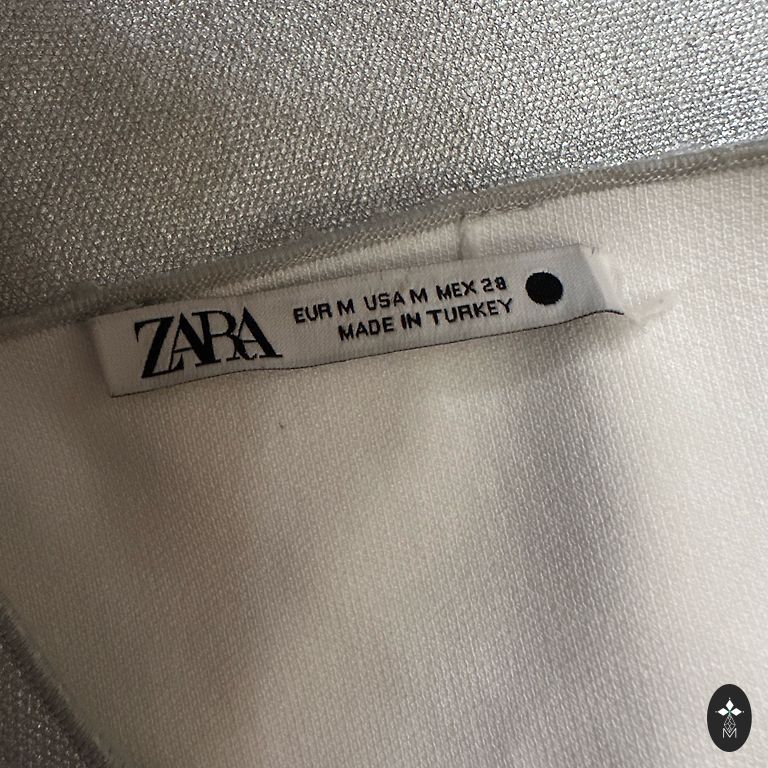 ZARA
EUR M USA M MEX 28
MADE IN TURKEY
M